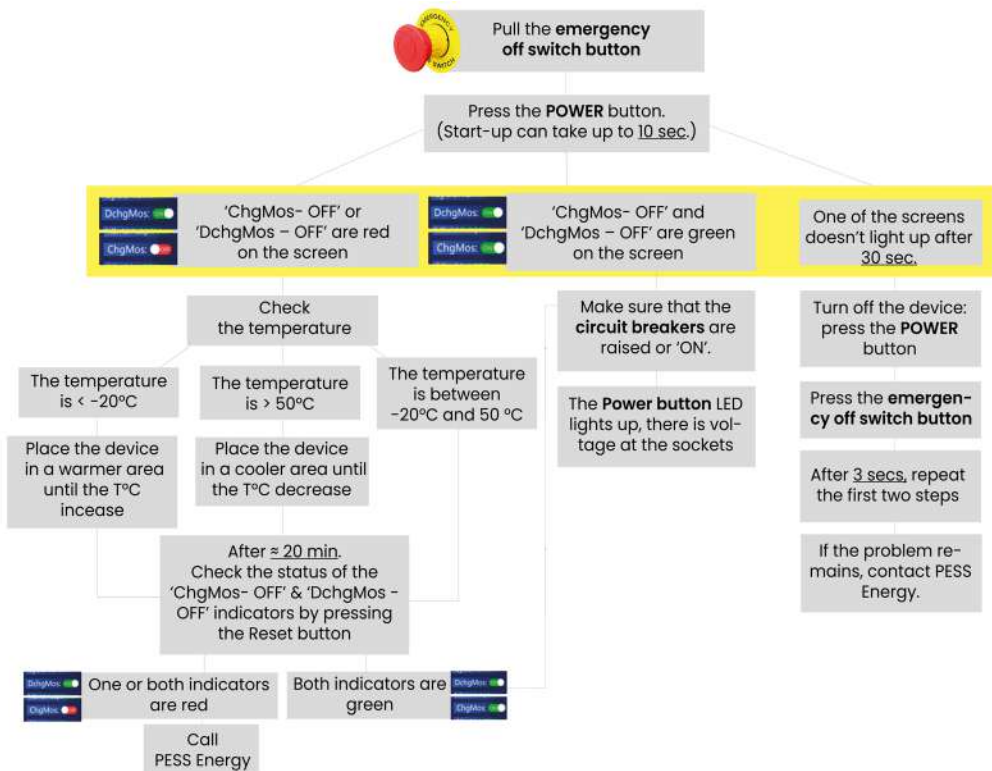 EMERGENCY
SWITCH
Pull the emergency
off switch button
Press the POWER button.
(Start-up can take up to 10 sec.)
DchgMos:
ChgMos:
'ChgMos- OFF' or
'DchgMos – OFF' are red
on the screen
DchgMos:
ChgMos:
'ChgMos- OFF' and
'DchgMos – OFF' are green
on the screen
One of the screens
doesn't light up after
30 sec.
Check
the temperature
Make sure that the
circuit breakers are
raised or 'ON'.
Turn off the device:
press the POWER
button
The temperature
is < -20°C
The temperature
is > 50°C
The temperature
is between
-20°C and 50 °C
The Power button LED
lights up, there is vol-
tage at the sockets
Press the emergen-
cy off switch button
Place the device
in a warmer area
until the T°C
incease
Place the device
in a cooler area until
the T°C decrease
After 3 secs, repeat
the first two steps
After ≈ 20 min.
Check the status of the
'ChgMos- OFF' & 'DchgMos -
OFF' indicators by pressing
the Reset button
If the problem re-
mains, contact PESS
Energy.
DchgMos:
ChgMos:
One or both indicators
are red
Both indicators are
green
DchgMos:
ChgMos:
Call
PESS Energy